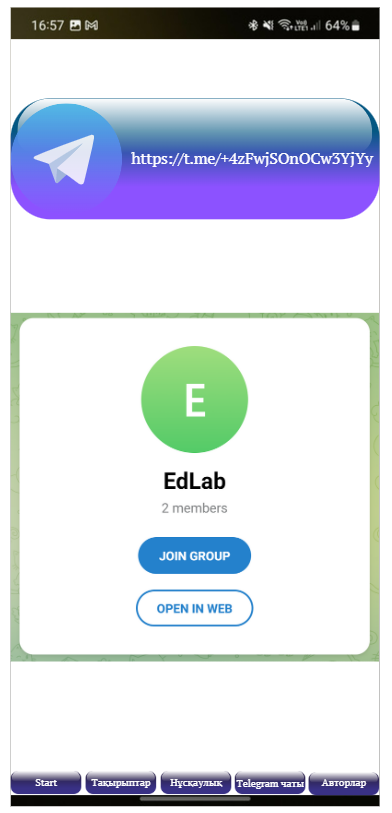 16:57
64%
https://t.me/+4zFwjSOnOCw3YjYy
E
EdLab
2 members
JOIN GROUP
OPEN IN WEB
Start
Тақырыптар
Нұсқаулық
Telegram чаты
Авторлар